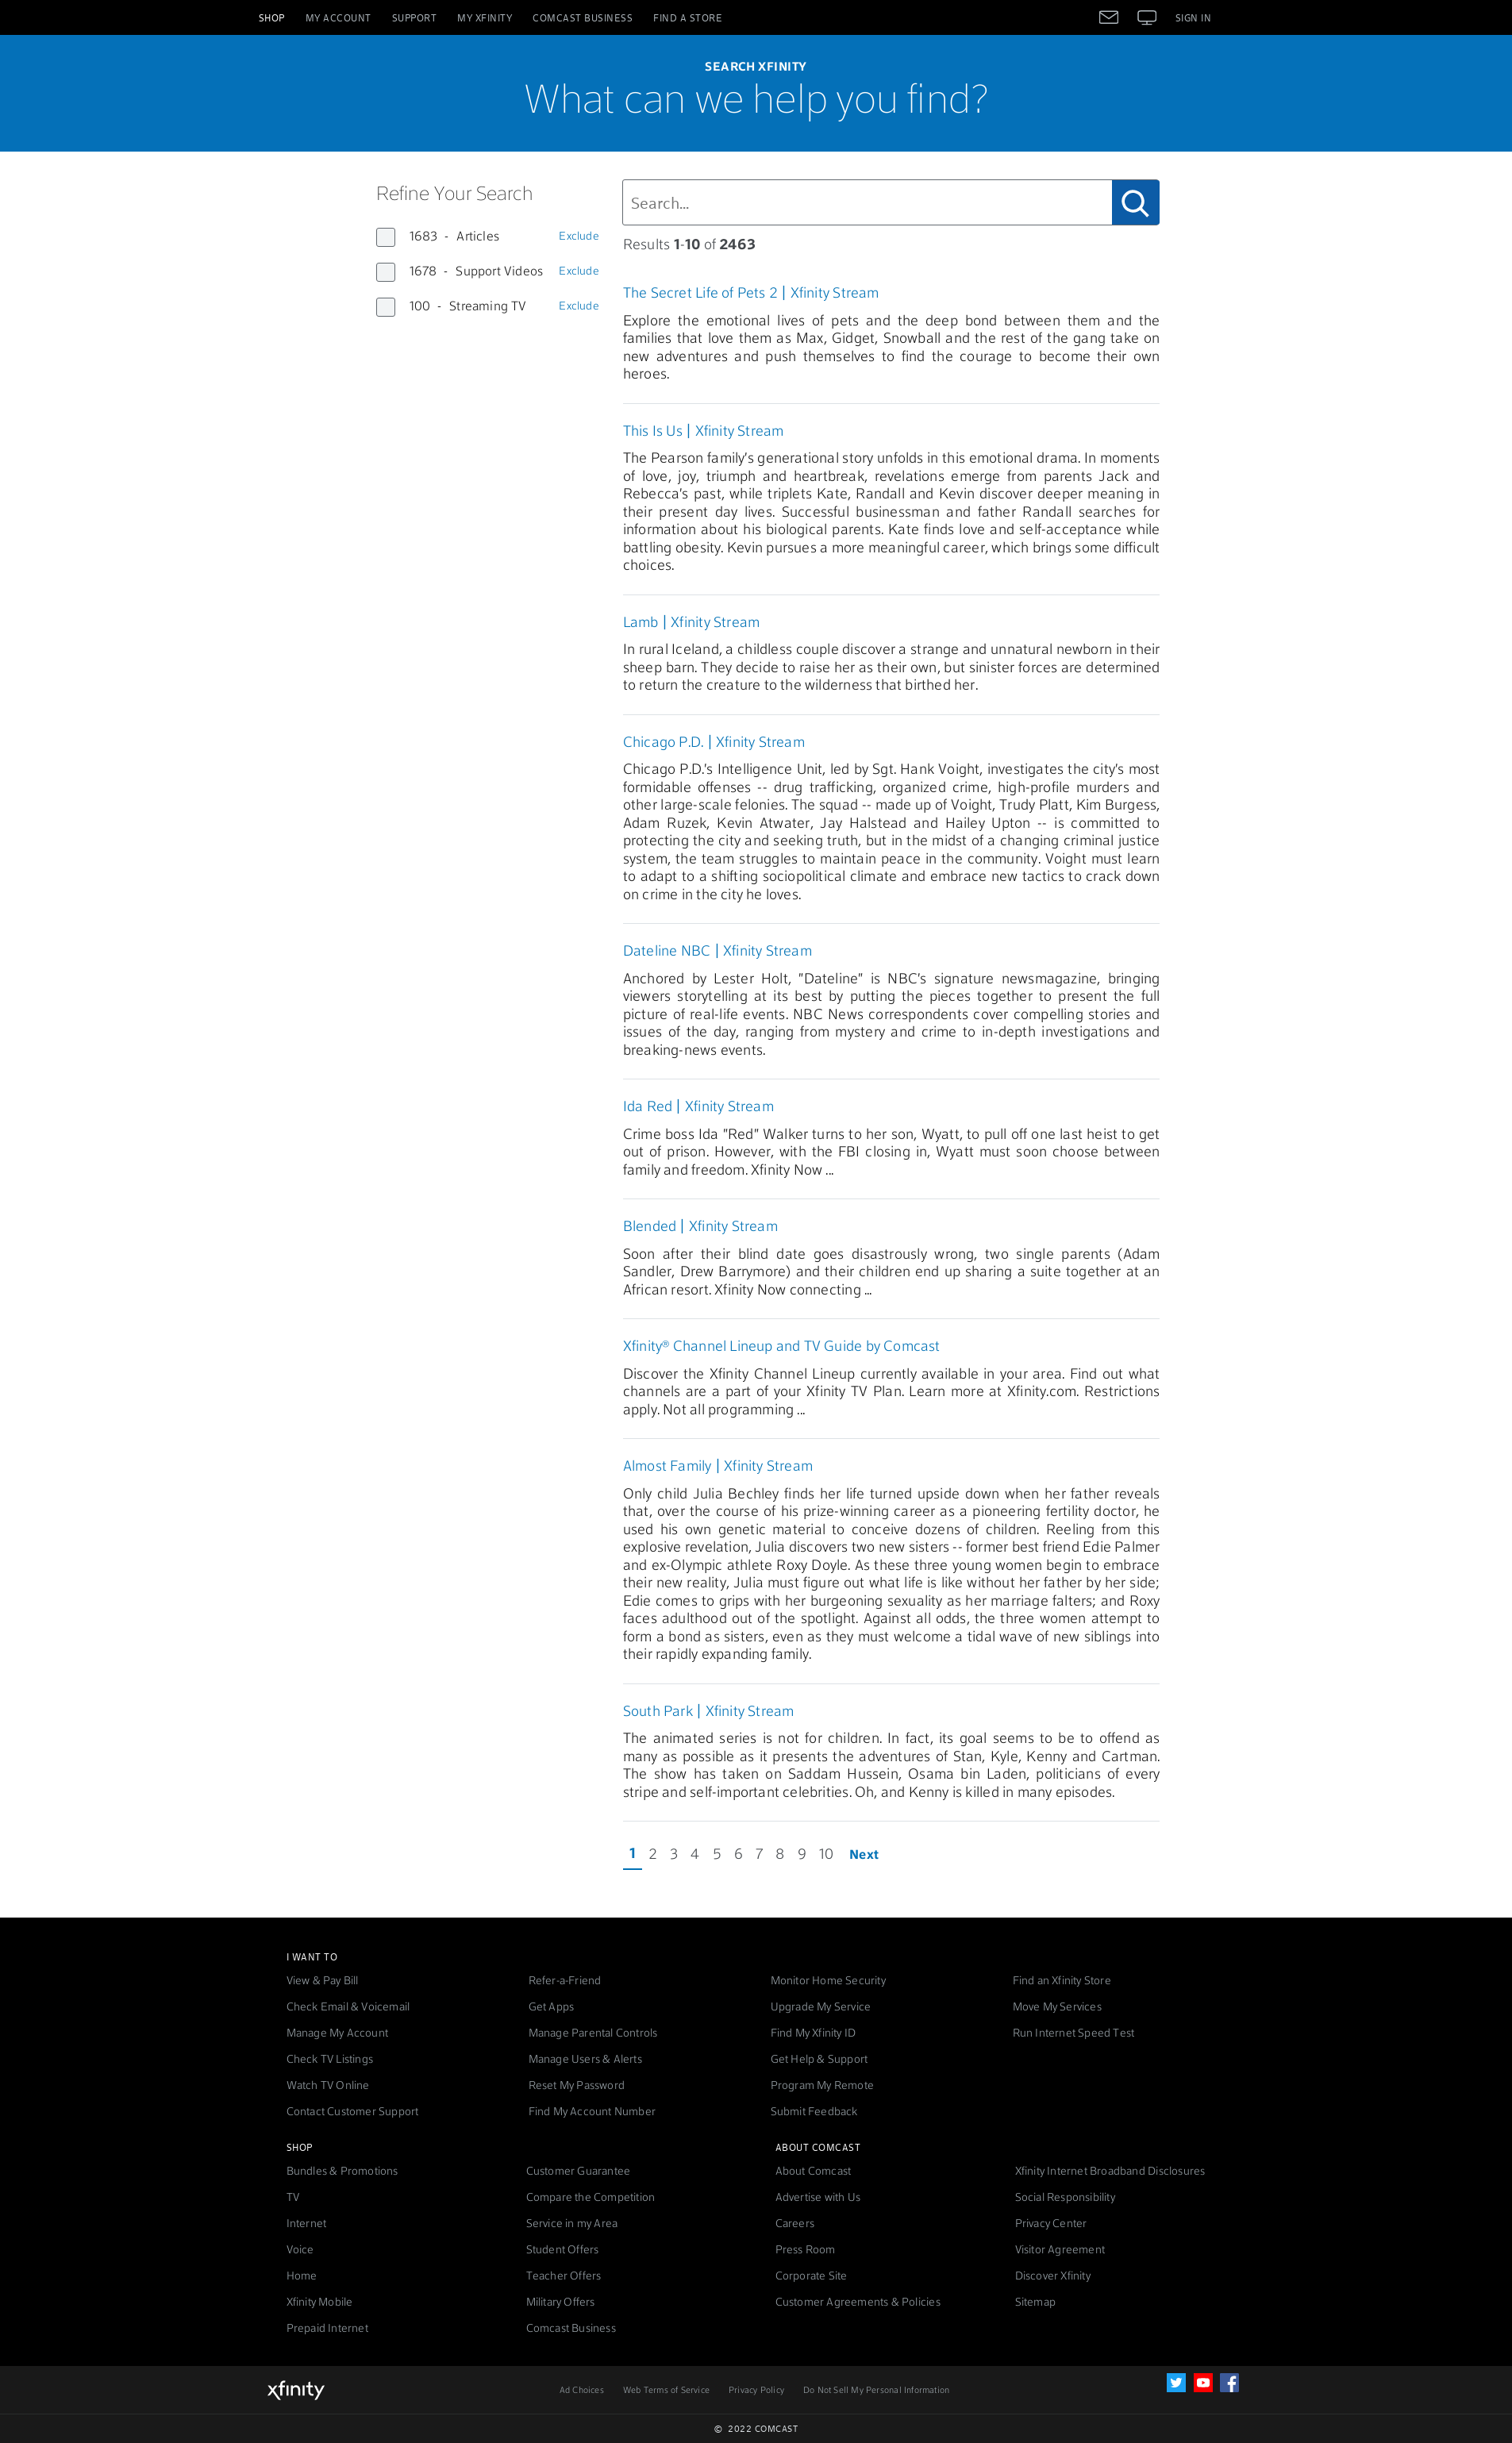 SHOP MY ACCOUNT SUPPORT MY XFINITY COMCAST BUSINESS FIND A STORE SIGN IN
SEARCH XFINITY
What can we help you find?
Refine Your Search
1683 - Articles Exclude
1678 - Support Videos Exclude
100 - Streaming TV Exclude
Search...
Results 1-10 of 2463
The Secret Life of Pets 2 | Xfinity Stream
Explore the emotional lives of pets and the deep bond between them and the
families that love them as Max, Gidget, Snowball and the rest of the gang take on
new adventures and push themselves to find the courage to become their own
heroes.
This Is Us | Xfinity Stream
The Pearson family's generational story unfolds in this emotional drama. In moments
of love, joy, triumph and heartbreak, revelations emerge from parents Jack and
Rebecca's past, while triplets Kate, Randall and Kevin discover deeper meaning in
their present day lives. Successful businessman and father Randall searches for
information about his biological parents. Kate finds love and self-acceptance while
battling obesity. Kevin pursues a more meaningful career, which brings some difficult
choices.
Lamb | Xfinity Stream
In rural Iceland, a childless couple discover a strange and unnatural newborn in their
sheep barn. They decide to raise her as their own, but sinister forces are determined
to return the creature to the wilderness that birthed her.
Chicago P.D. | Xfinity Stream
Chicago P.D.'s Intelligence Unit, led by Sgt. Hank Voight, investigates the city's most
formidable offenses -- drug trafficking, organized crime, high-profile murders and
other large-scale felonies. The squad -- made up of Voight, Trudy Platt, Kim Burgess,
Adam Ruzek, Kevin Atwater, Jay Halstead and Hailey Upton -- is committed to
protecting the city and seeking truth, but in the midst of a changing criminal justice
system, the team struggles to maintain peace in the community. Voight must learn
to adapt to a shifting sociopolitical climate and embrace new tactics to crack down
on crime in the city he loves.
Dateline NBC | Xfinity Stream
Anchored by Lester Holt, "Dateline" is NBC's signature newsmagazine, bringing
viewers storytelling at its best by putting the pieces together to present the full
picture of real-life events. NBC News correspondents cover compelling stories and
issues of the day, ranging from mystery and crime to in-depth investigations and
breaking-news events.
Ida Red | Xfinity Stream
Crime boss Ida "Red" Walker turns to her son, Wyatt, to pull off one last heist to get
out of prison. However, with the FBI closing in, Wyatt must soon choose between
family and freedom. Xfinity Now ...
Blended | Xfinity Stream
Soon after their blind date goes disastrously wrong, two single parents (Adam
Sandler, Drew Barrymore) and their children end up sharing a suite together at an
African resort. Xfinity Now connecting ...
Xfinity® Channel Lineup and TV Guide by Comcast
Discover the Xfinity Channel Lineup currently available in your area. Find out what
channels are a part of your Xfinity TV Plan. Learn more at Xfinity.com. Restrictions
apply. Not all programming ...
Almost Family | Xfinity Stream
Only child Julia Bechley finds her life turned upside down when her father reveals
that, over the course of his prize-winning career as a pioneering fertility doctor, he
used his own genetic material to conceive dozens of children. Reeling from this
explosive revelation, Julia discovers two new sisters -- former best friend Edie Palmer
and ex-Olympic athlete Roxy Doyle. As these three young women begin to embrace
their new reality, Julia must figure out what life is like without her father by her side;
Edie comes to grips with her burgeoning sexuality as her marriage falters; and Roxy
faces adulthood out of the spotlight. Against all odds, the three women attempt to
form a bond as sisters, even as they must welcome a tidal wave of new siblings into
their rapidly expanding family.
South Park | Xfinity Stream
The animated series is not for children. In fact, its goal seems to be to offend as
many as possible as it presents the adventures of Stan, Kyle, Kenny and Cartman.
The show has taken on Saddam Hussein, Osama bin Laden, politicians of every
stripe and self-important celebrities. Oh, and Kenny is killed in many episodes.
1 2 3 4 5 6 7 8 9 10 Next
I WANT TO
View & Pay Bill Refer-a-Friend Monitor Home Security Find an Xfinity Store
Check Email & Voicemail Get Apps Upgrade My Service Move My Services
Manage My Account Manage Parental Controls Find My Xfinity ID Run Internet Speed Test
Check TV Listings Manage Users & Alerts Get Help & Support
Watch TV Online Reset My Password Program My Remote
Contact Customer Support Find My Account Number Submit Feedback
SHOP ABOUT COMCAST
Bundles & Promotions Customer Guarantee About Comcast Xfinity Internet Broadband Disclosures
TV Compare the Competition Advertise with Us Social Responsibility
Internet Service in my Area Careers Privacy Center
Voice Student Offers Press Room Visitor Agreement
Home Teacher Offers Corporate Site Discover Xfinity
Xfinity Mobile Military Offers Customer Agreements & Policies Sitemap
Prepaid Internet Comcast Business
xfinity Ad Choices Web Terms of Service Privacy Policy Do Not Sell My Personal Information
© 2022 COMCAST